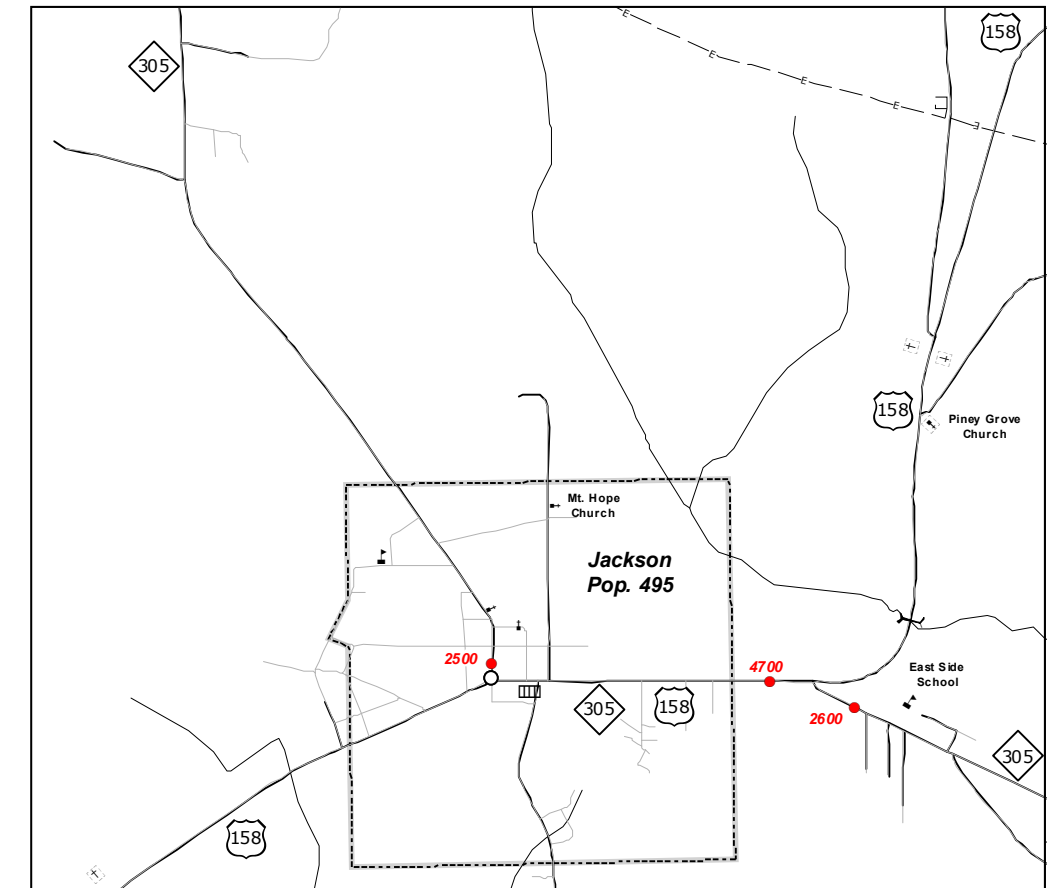 158
305
E
E
E
E
E
158
Piney Grove
Church
Mt. Hope
Church
Jackson
Pop. 495
2500
4700
East Side
School
305
158
2600
305
158